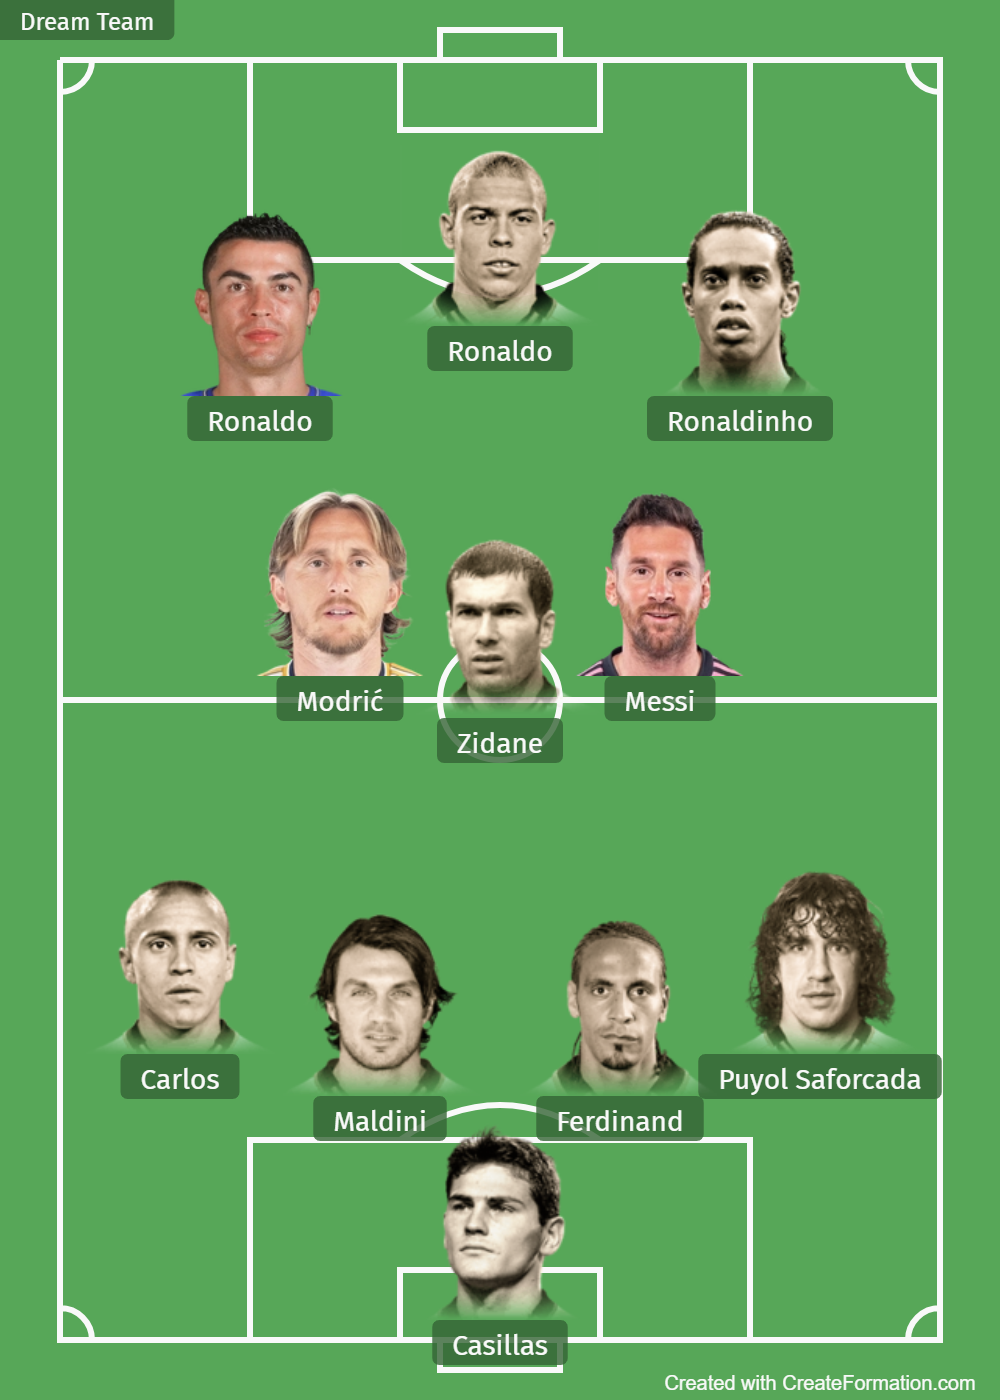 Dream Team
Ronaldo
Ronaldo
Ronaldinho
Modrić
Zidane
Messi
Carlos
Maldini
Ferdinand
Puyol Saforcada
Casillas
Created with CreateFormation.com